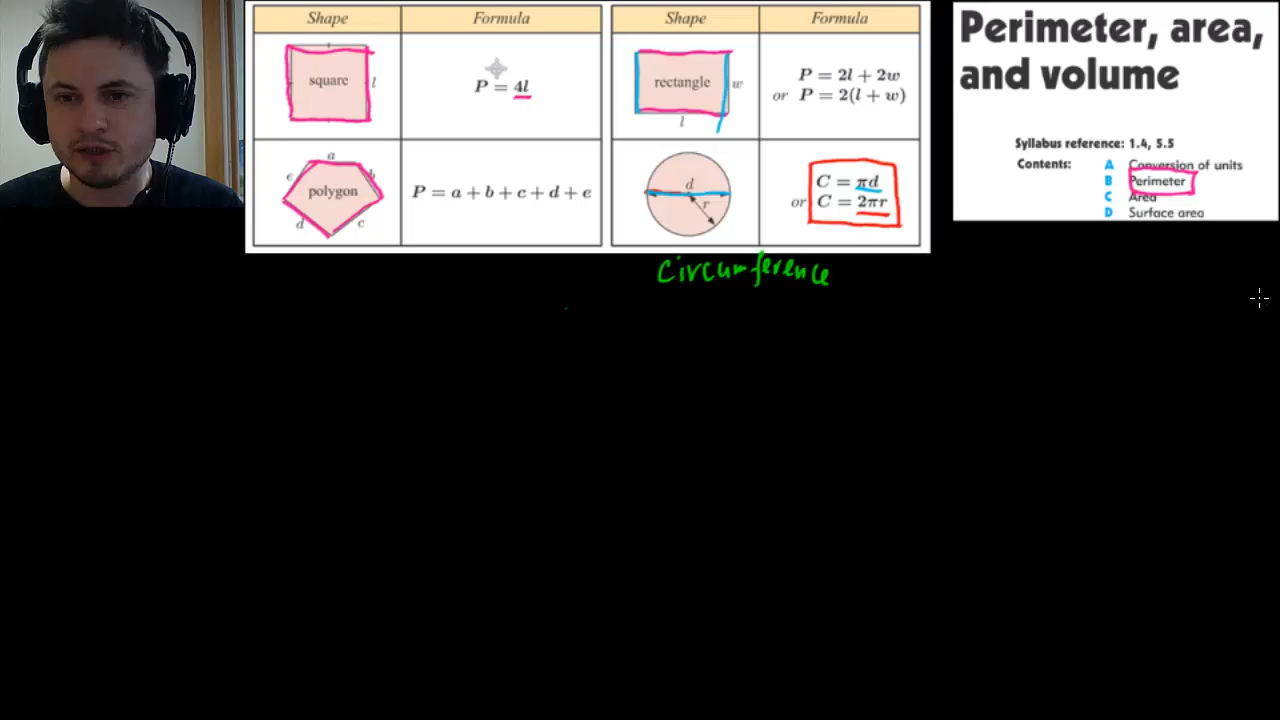 Shape Formula Shape Formula
square l P = 4l rectangle w l P = 2l + 2w
or P = 2(l + w)
a b c d e polygon P = a + b + c + d + e d r C = πd
or C = 2πr
Circumference
Perimeter, area,
and volume
Syllabus reference: 1.4, 5.5
Contents: A Conversion of units
B Perimeter
C Area
D Surface area